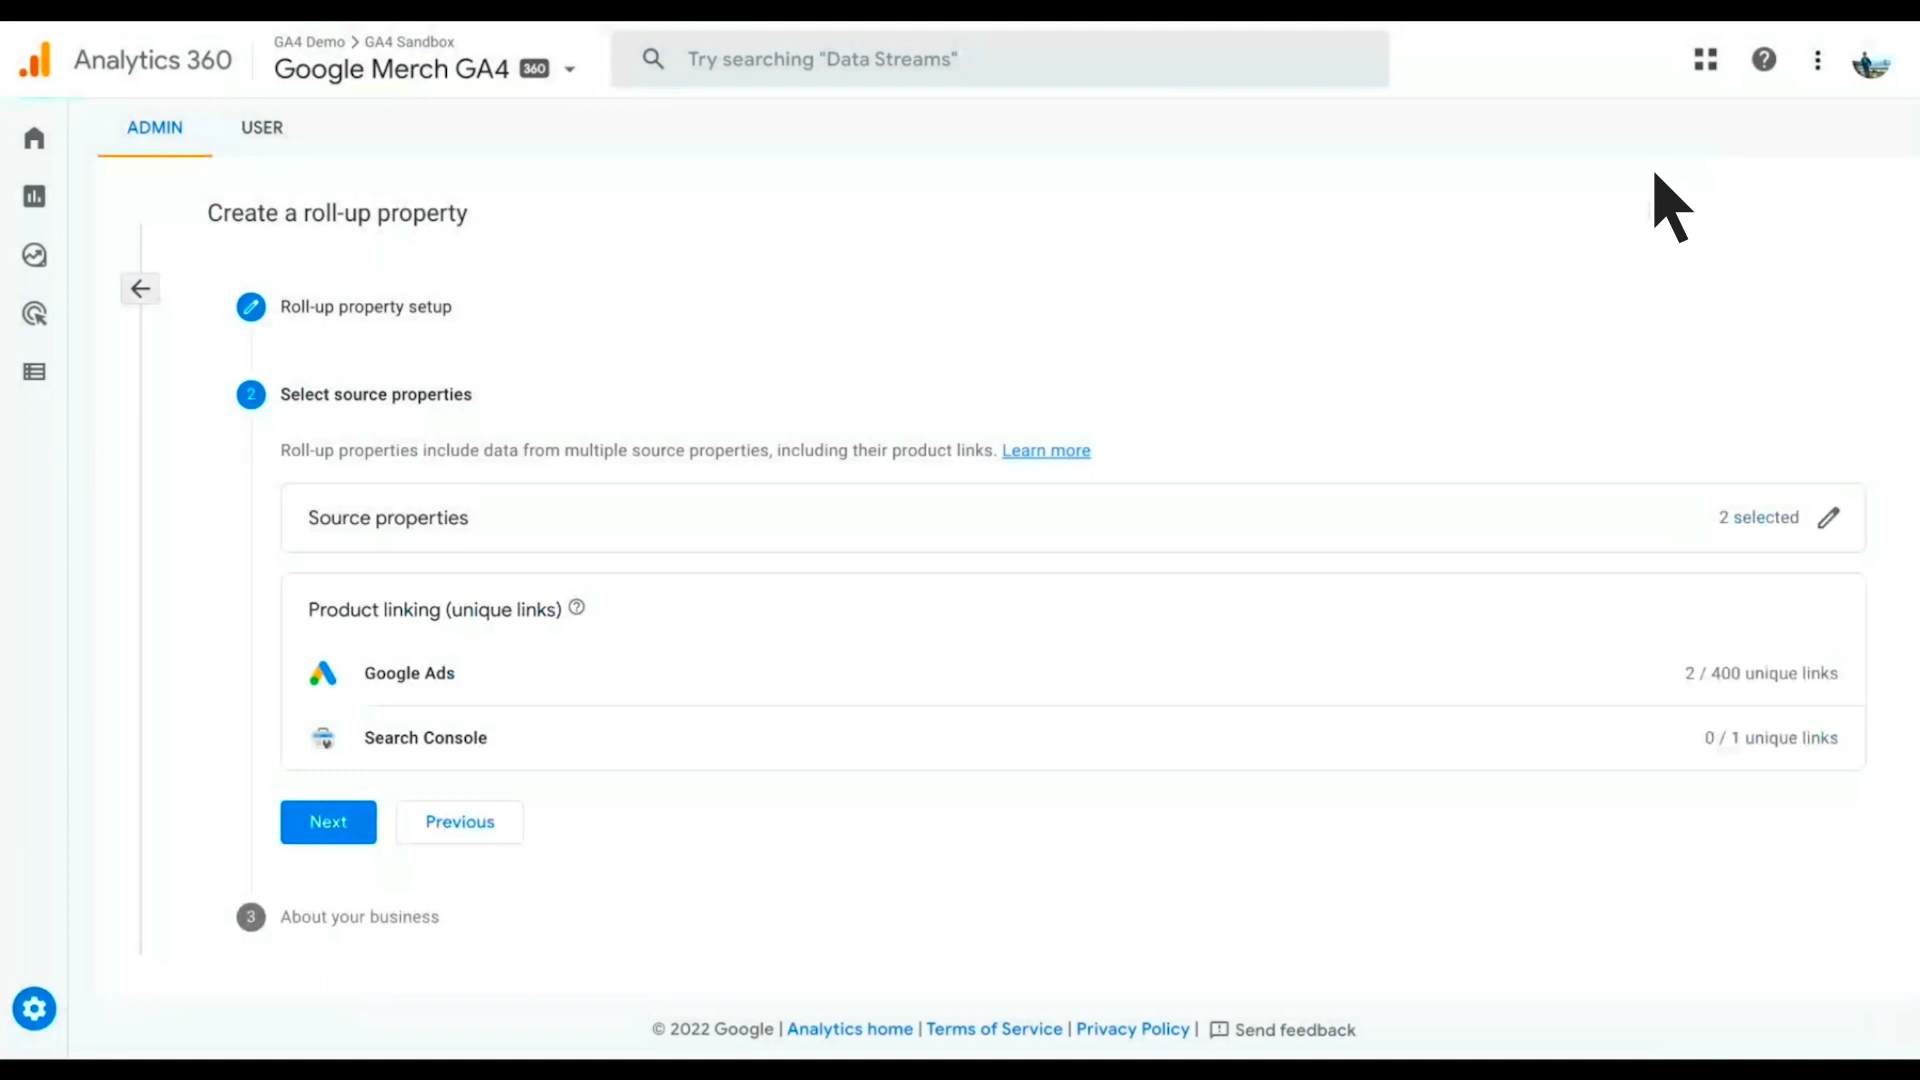 Analytics 360
GA4 Demo > GA4 Sandbox
Google Merch GA4 360
Try searching "Data Streams"
ADMIN
USER
Create a roll-up property
Roll-up property setup
2 Select source properties
Roll-up properties include data from multiple source properties, including their product links. Learn more
Source properties
2 selected
Product linking (unique links)
Google Ads
2 / 400 unique links
Search Console
0 / 1 unique links
Next
Previous
3 About your business
© 2022 Google | Analytics home | Terms of Service | Privacy Policy | Send feedback